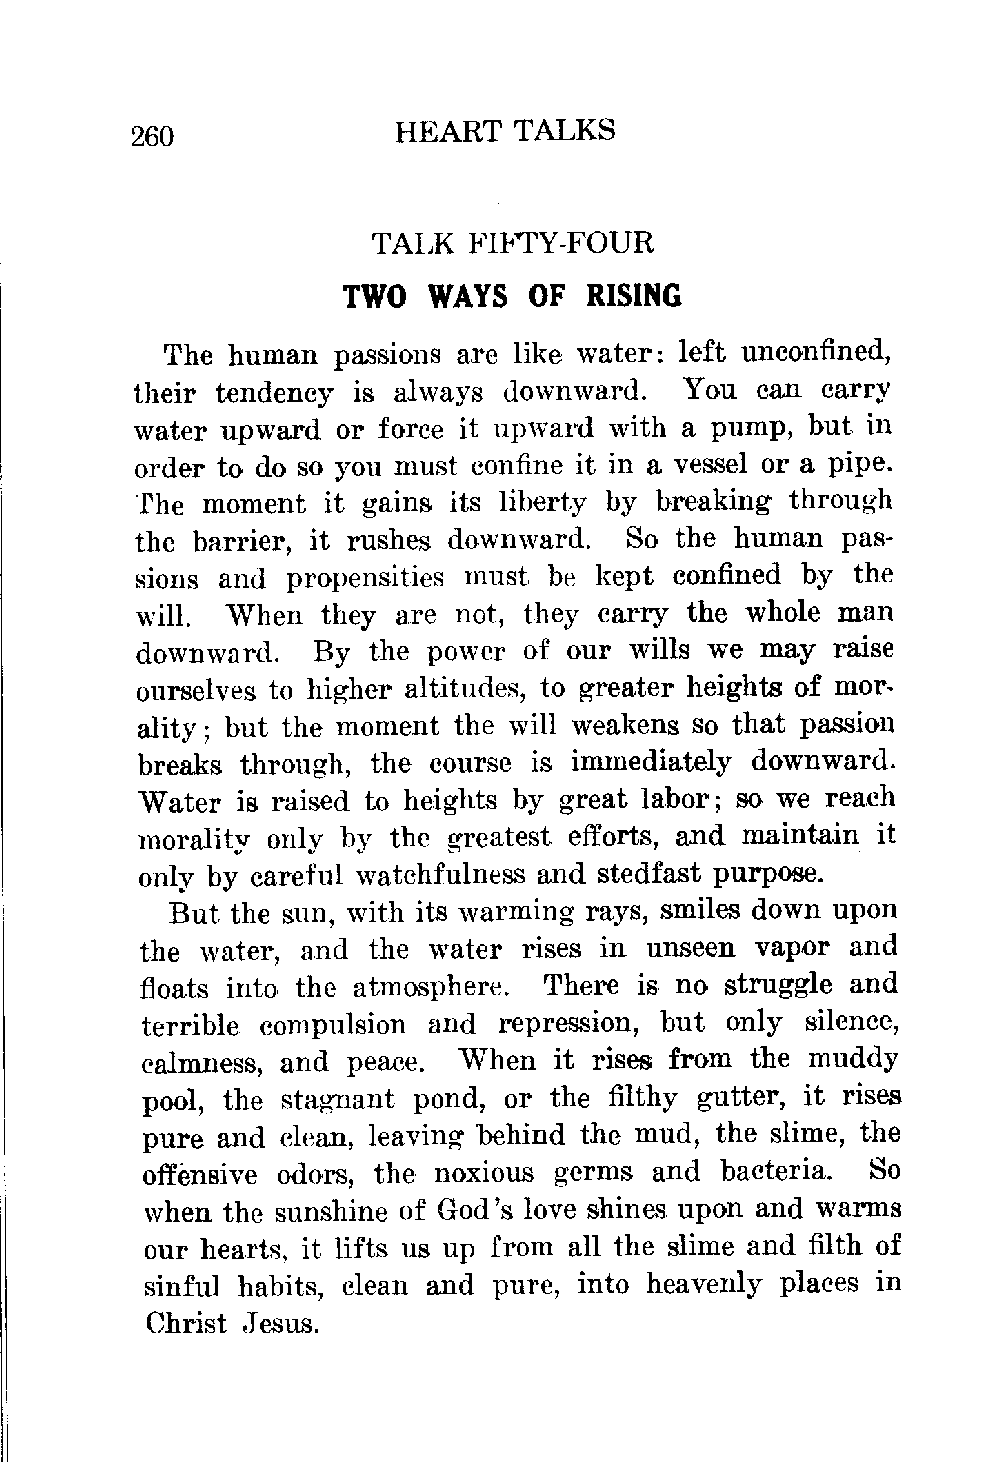 260 HEART TALKS
TALK FIFTY-FOUR
TWO WAYS OF RISING
The human passions are like water: left unconfined,
their tendency is always downward. You can carry
water upward or force it upward with a pump, but in
order to do so you must confine it in a vessel or a pipe.
The moment it gains its liberty by breaking through
the barrier, it rushes downward. So the human pas-
sions and propensities must be kept confined by the
will. When they are not, they carry the whole man
downward. By the power of our wills we may raise
ourselves to higher altitudes, to greater heights of mor-
ality; but the moment the will weakens so that passion
breaks through, the course is immediately downward.
Water is raised to heights by great labor; so we reach
morality only by the greatest efforts, and maintain it
only by careful watchfulness and stedfast purpose.
But the sun, with its warming rays, smiles down upon
the water, and the water rises in unseen vapor and
floats into the atmosphere. There is no struggle and
terrible compulsion and repression, but only silence,
calmness, and peace. When it rises from the muddy
pool, the stagnant pond, or the filthy gutter, it rises
pure and clean, leaving behind the mud, the slime, the
offensive odors, the noxious germs and bacteria. So
when the sunshine of God's love shines upon and warms
our hearts, it lifts us up from all the slime and filth of
sinful habits, clean and pure, into heavenly places in
Christ Jesus.